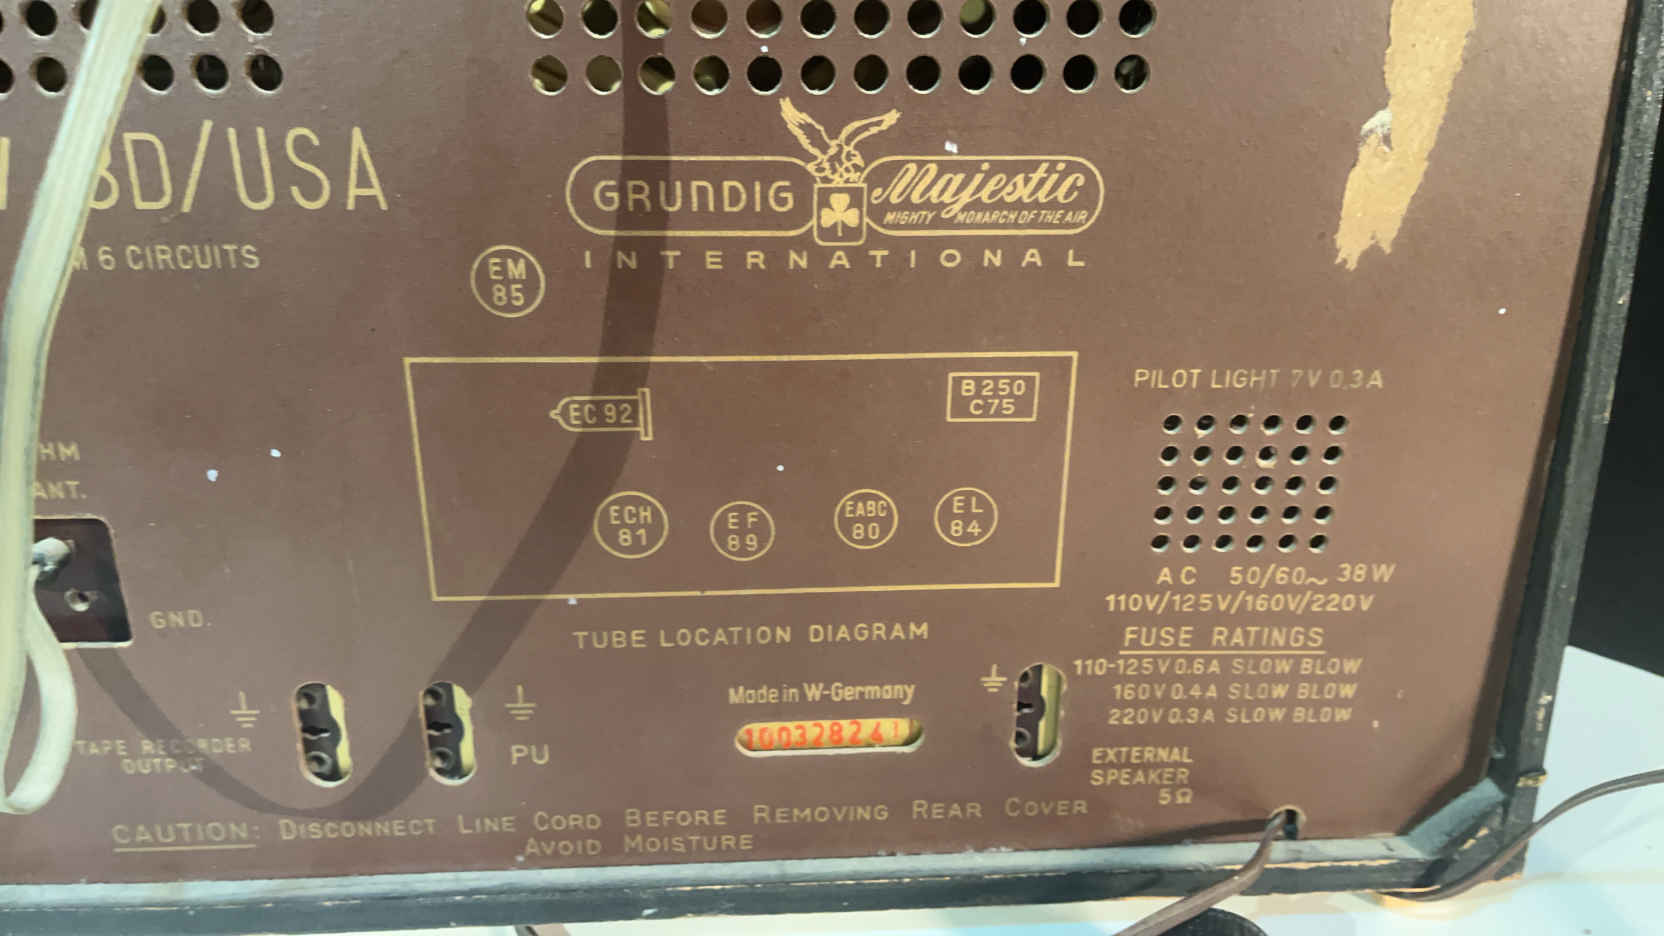 D/USA
GRUNDIG Majestic
MIGHTY MONARCH OF THE AIR
INTERNATIONAL
6 CIRCUITS
EM
85
PILOT LIGHT 7V 0,3A
B250
C75
EC 92
HM
ANT.
ECH
81
EF
89
EABC
80
EL
84
AC 50/60~ 38W
110V/125V/160V/220V
GND.
TUBE LOCATION DIAGRAM
FUSE RATINGS
110-125V 0.6A SLOW BLOW
160V 0.4A SLOW BLOW
220V 0.3A SLOW BLOW
Made in W-Germany
TAPE RECORDER
OUTPUT
PU
EXTERNAL
SPEAKER
5Ω
CAUTION: DISCONNECT LINE CORD BEFORE REMOVING REAR COVER
AVOID MOISTURE